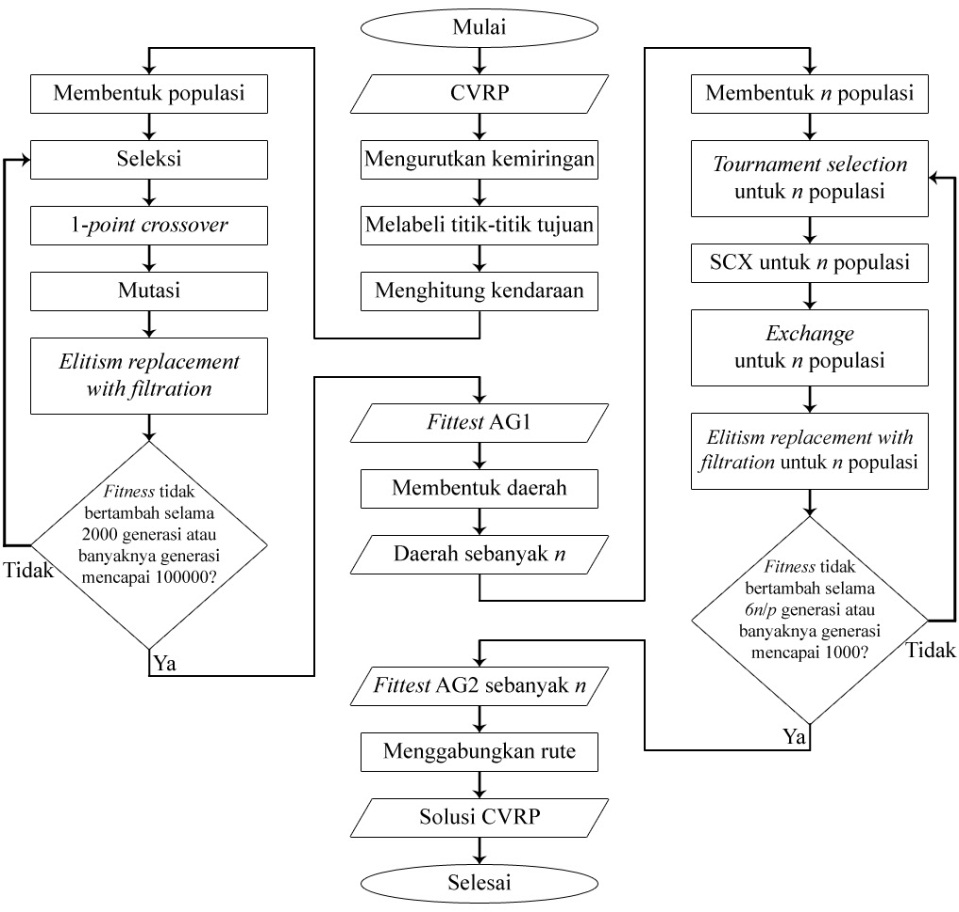 Mulai
CVRP
Mengurutkan kemiringan
Melabeli titik-titik tujuan
Menghitung kendaraan
Membentuk populasi
Seleksi
1-point crossover
Mutasi
Elitism replacement
with filtration
Fitness tidak
bertambah selama
2000 generasi atau
banyaknya generasi
mencapai 100000?
Tidak
Ya
Fittest AG1
Membentuk daerah
Daerah sebanyak n
Membentuk n populasi
Tournament selection
untuk n populasi
SCX untuk n populasi
Exchange
untuk n populasi
Elitism replacement with
filtration untuk n populasi
Fitness tidak
bertambah selama
6n/p generasi atau
banyaknya generasi
mencapai 1000?
Tidak
Ya
Fittest AG2 sebanyak n
Menggabungkan rute
Solusi CVRP
Selesai